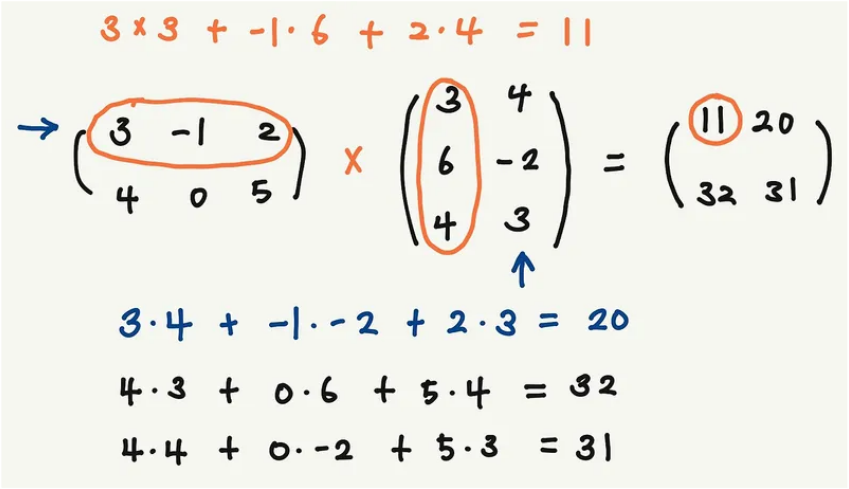 3 × 3 + -1 · 6 + 2 · 4 = 11
→ ( 3 -1 2 ) × ( 3 4 ) = ( 11 20 )
4 0 5 6 -2 32 31
4 3
↑
3 · 4 + -1 · -2 + 2 · 3 = 20
4 · 3 + 0 · 6 + 5 · 4 = 32
4 · 4 + 0 · -2 + 5 · 3 = 31